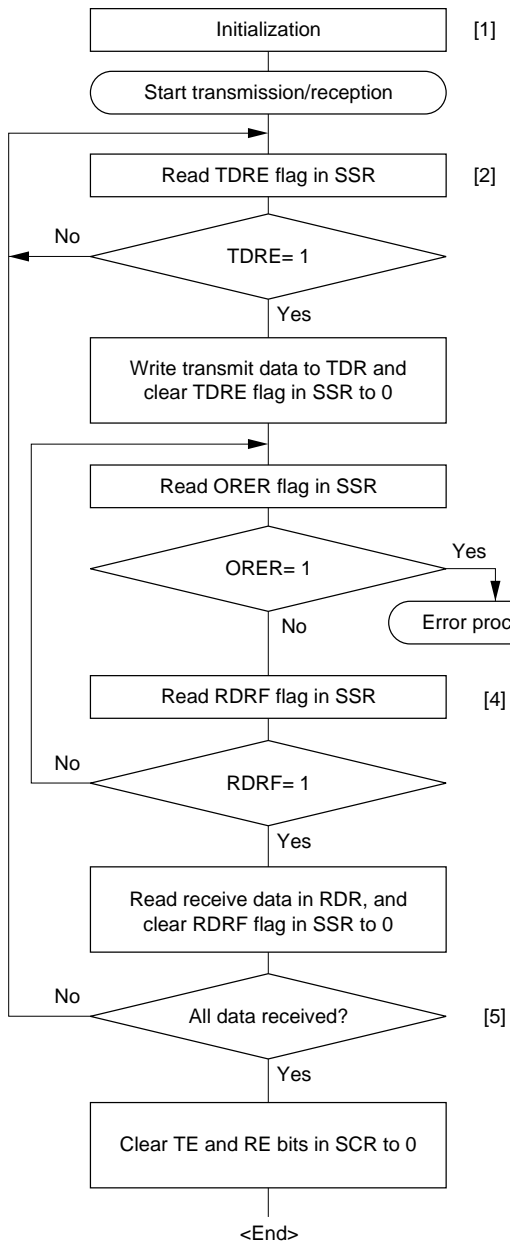 Initialization
[1]
Start transmission/reception
Read TDRE flag in SSR
[2]
No
TDRE= 1
Yes
Write transmit data to TDR and
clear TDRE flag in SSR to 0
Read ORER flag in SSR
Yes
ORER= 1
No
Error proc
Read RDRF flag in SSR
[4]
No
RDRF= 1
Yes
Read receive data in RDR, and
clear RDRF flag in SSR to 0
No
All data received?
[5]
Yes
Clear TE and RE bits in SCR to 0
<End>